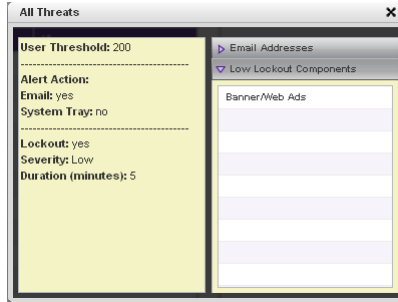 All Threats
User Threshold: 200
----------------------------------------
Alert Action:
Email: yes
System Tray: no
----------------------------------------
Lockout: yes
Severity: Low
Duration (minutes): 5
Email Addresses
Low Lockout Components
Banner/Web Ads